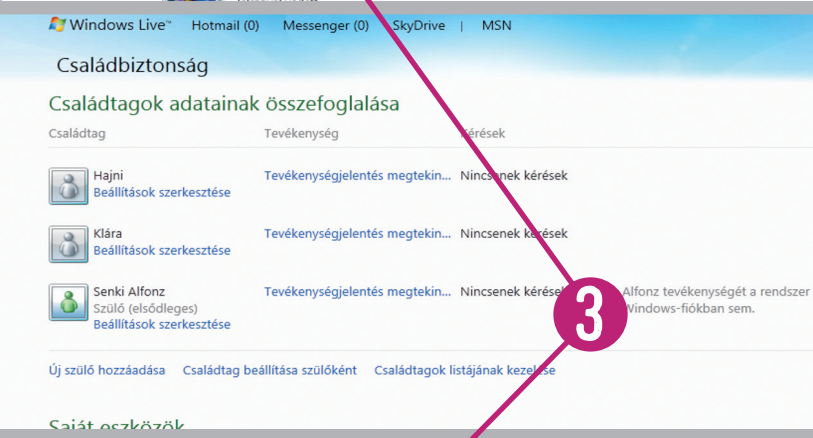 Windows Live™ Hotmail (0) Messenger (0) SkyDrive | MSN
Családbiztonság
Családtagok adatainak összefoglalása
Családtag Tevékenység Kérések
Hajni Tevékenységjelentés megtekin... Nincsenek kérések
Beállítások szerkesztése
Klára Tevékenységjelentés megtekin... Nincsenek kérések
Beállítások szerkesztése
Senki Alfonz Tevékenységjelentés megtekin... Nincsenek kérések Alfonz tevékenységét a rendszer
Szülő (elsődleges) Windows-fiókban sem.
Beállítások szerkesztése
3
Új szülő hozzáadása Családtag beállítása szülőként Családtagok listájának kezelése
Saját eszközök